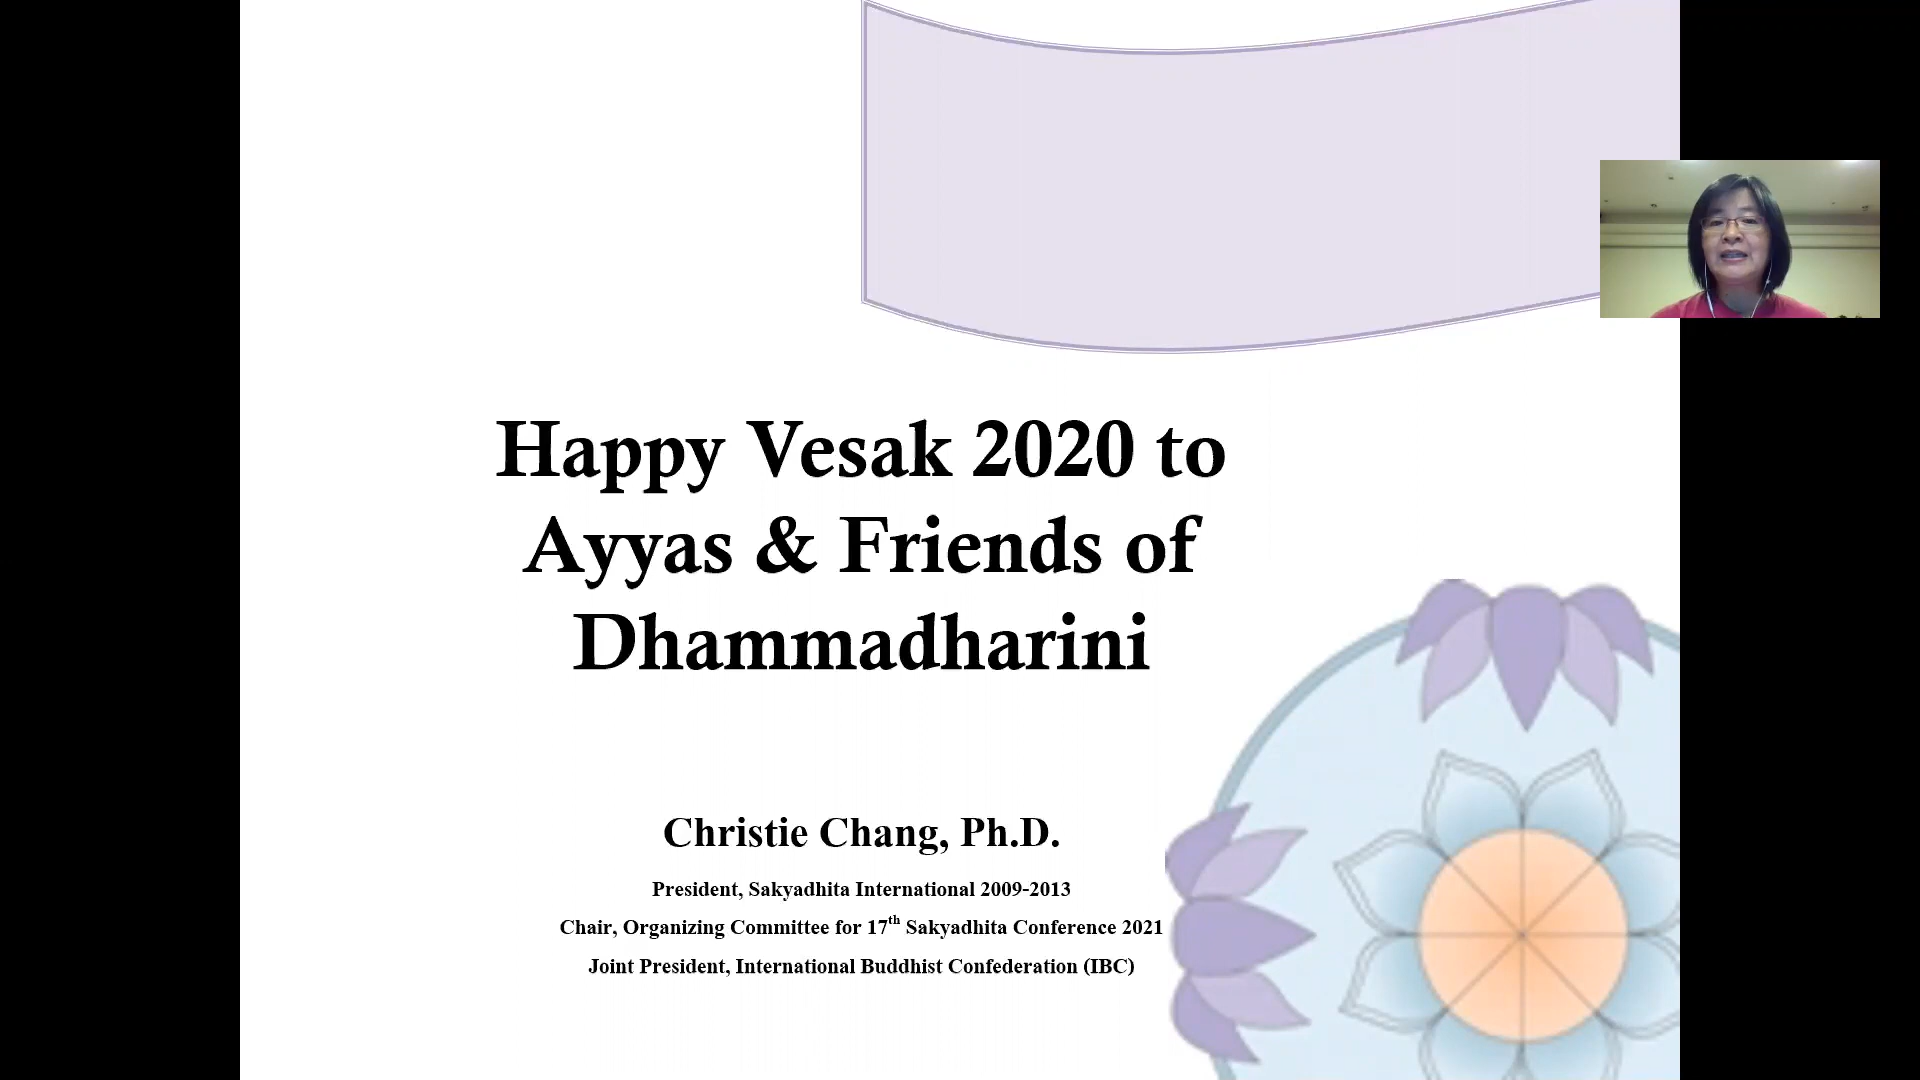 Happy Vesak 2020 to
Ayyas & Friends of
Dhammadharini
Christie Chang, Ph.D.
President, Sakyadhita International 2009-2013
Chair, Organizing Committee for 17th Sakyadhita Conference 2021
Joint President, International Buddhist Confederation (IBC)